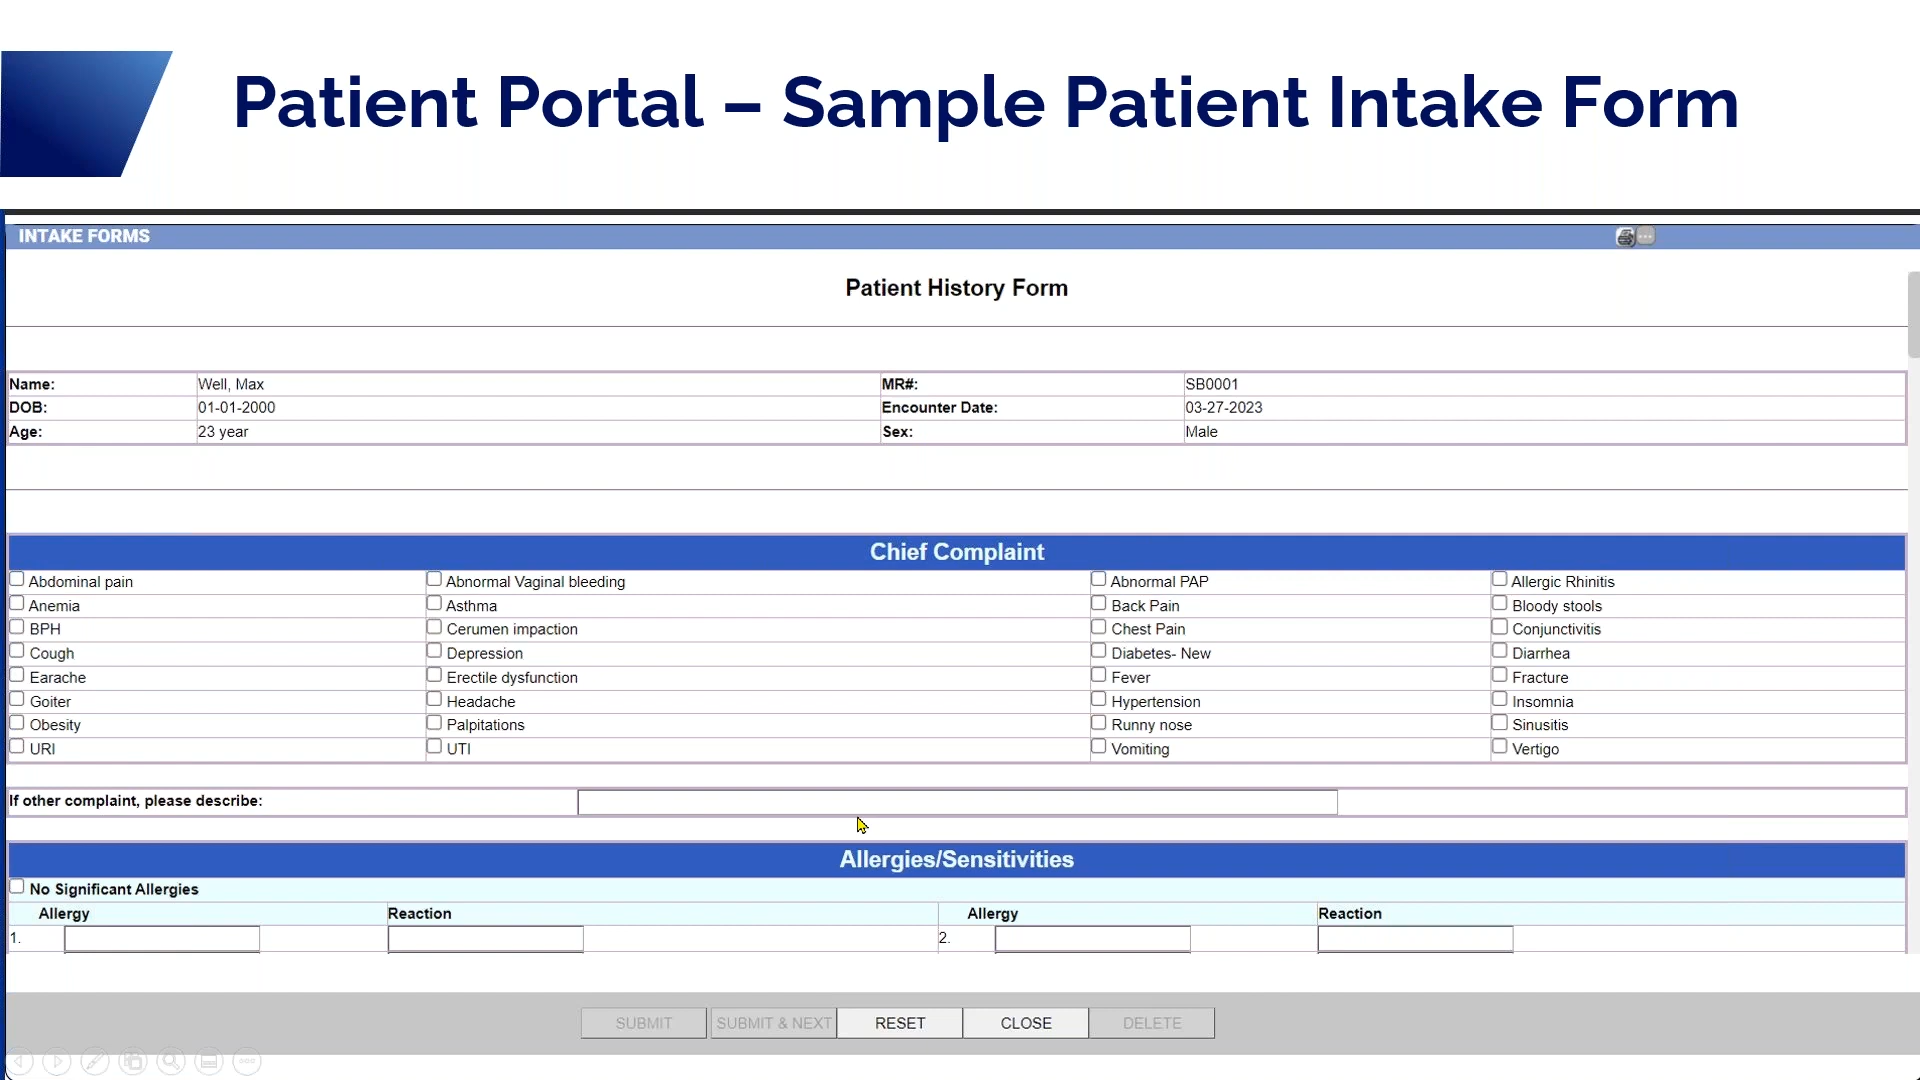 Patient Portal – Sample Patient Intake Form
INTAKE FORMS
Patient History Form
Name: Well, Max MR#: SB0001
DOB: 01-01-2000 Encounter Date: 03-27-2023
Age: 23 year Sex: Male
Chief Complaint
Abdominal pain Abnormal Vaginal bleeding Abnormal PAP Allergic Rhinitis
Anemia Asthma Back Pain Bloody stools
BPH Cerumen impaction Chest Pain Conjunctivitis
Cough Depression Diabetes- New Diarrhea
Earache Erectile dysfunction Fever Fracture
Goiter Headache Hypertension Insomnia
Obesity Palpitations Runny nose Sinusitis
URI UTI Vomiting Vertigo
If other complaint, please describe:
Allergies/Sensitivities
No Significant Allergies
Allergy Reaction Allergy Reaction
1. 2.
SUBMIT SUBMIT & NEXT RESET CLOSE DELETE